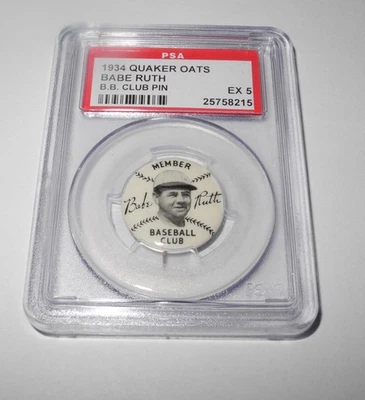 PSA
1934 QUAKER OATS
BABE RUTH
B.B. CLUB PIN
EX 5
25758215
MEMBER
Babe Ruth
BASEBALL
CLUB